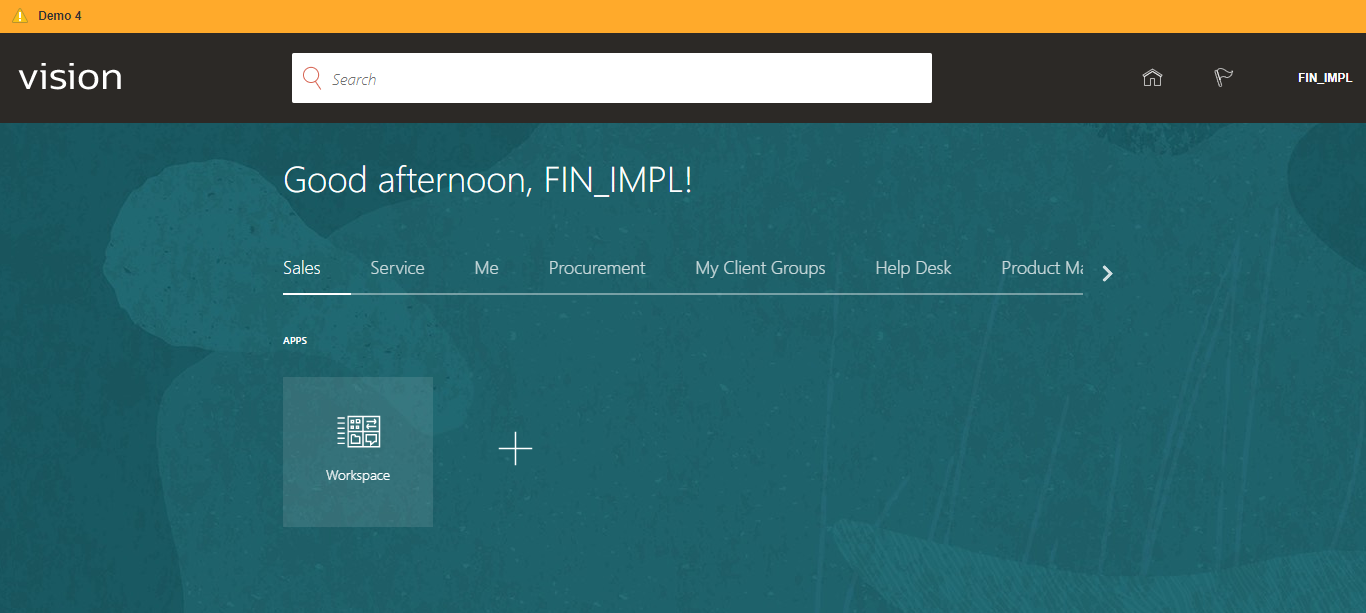 Demo 4
vision
Search
FIN_IMPL
Good afternoon, FIN_IMPL!
Sales Service Me Procurement My Client Groups Help Desk Product Ma
APPS
Workspace